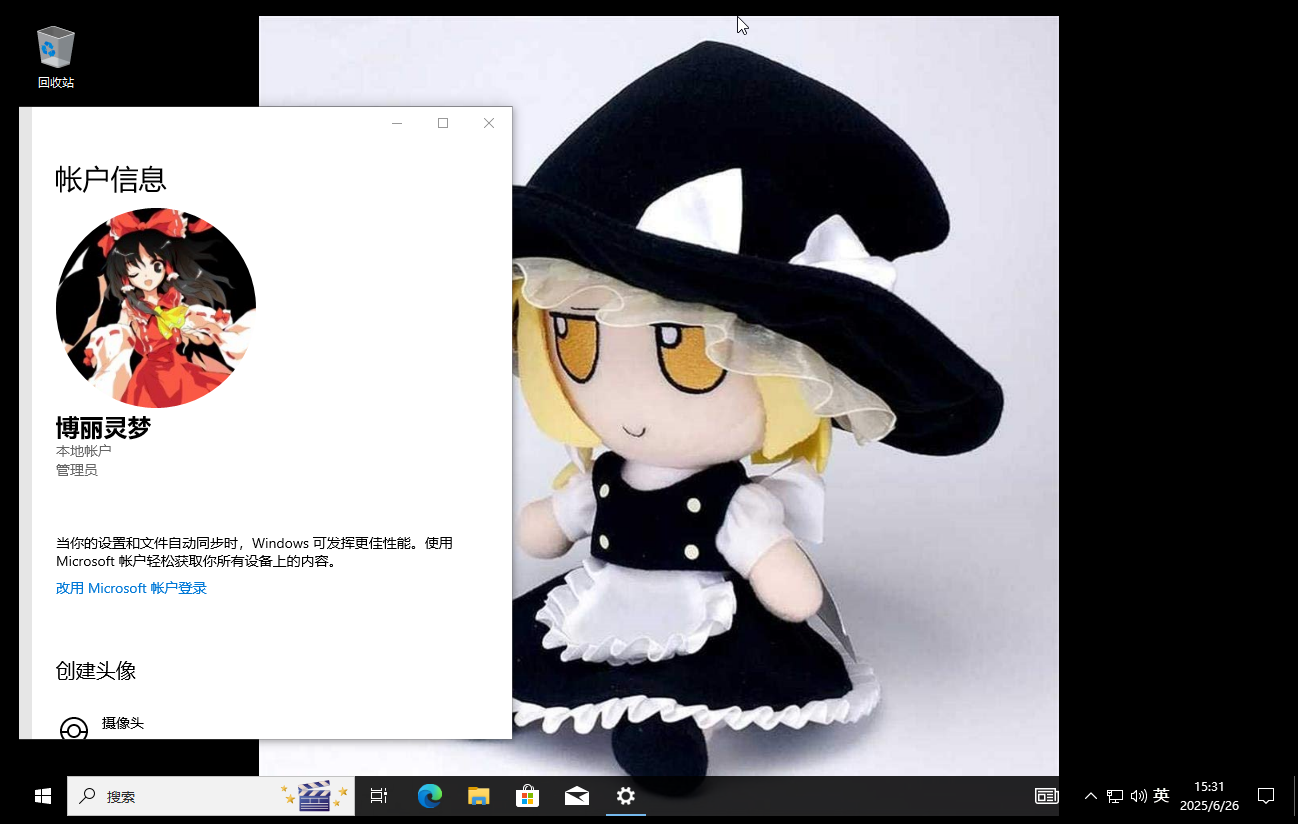 回收站
帐户信息
博丽灵梦
本地帐户
管理员
当你的设置和文件自动同步时，Windows 可发挥更佳性能。使用
Microsoft 帐户轻松获取你所有设备上的内容。
改用 Microsoft 帐户登录
创建头像
摄像头
搜索
英
15:31
2025/6/26